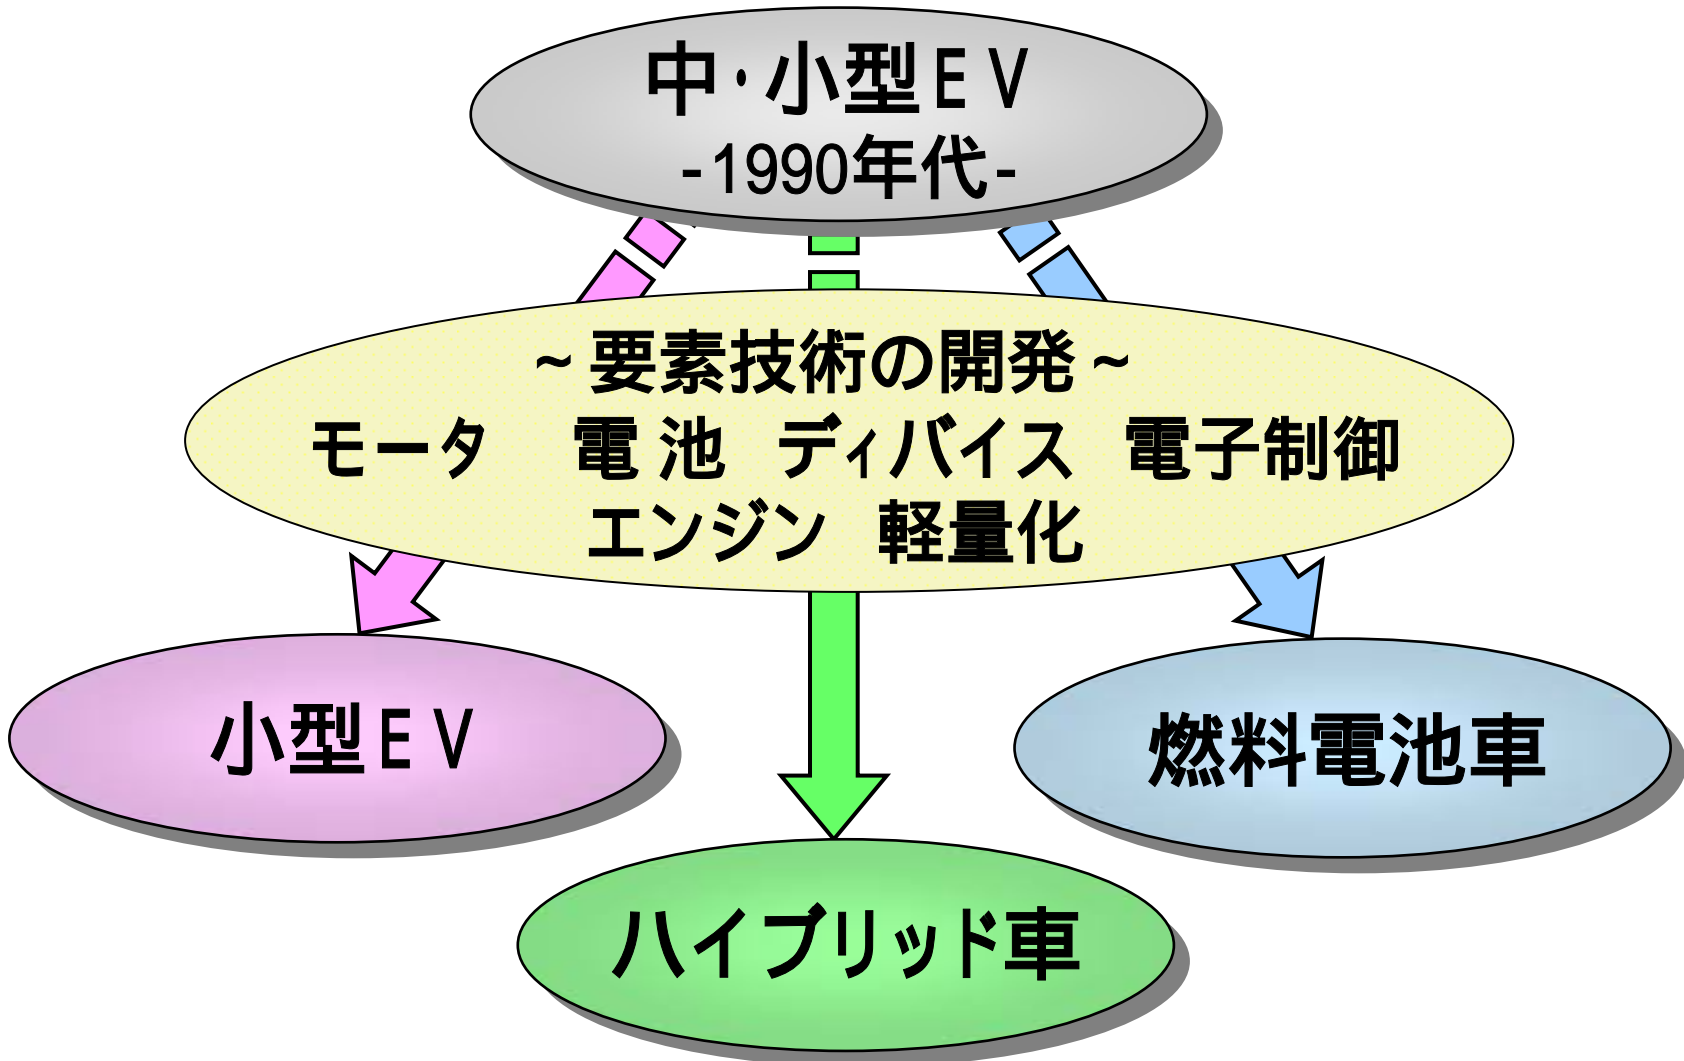 中・小型EV
-1990年代-
~要素技術の開発~
モータ 電池 ディバイス 電子制御
エンジン 軽量化
小型EV
燃料電池車
ハイブリッド車